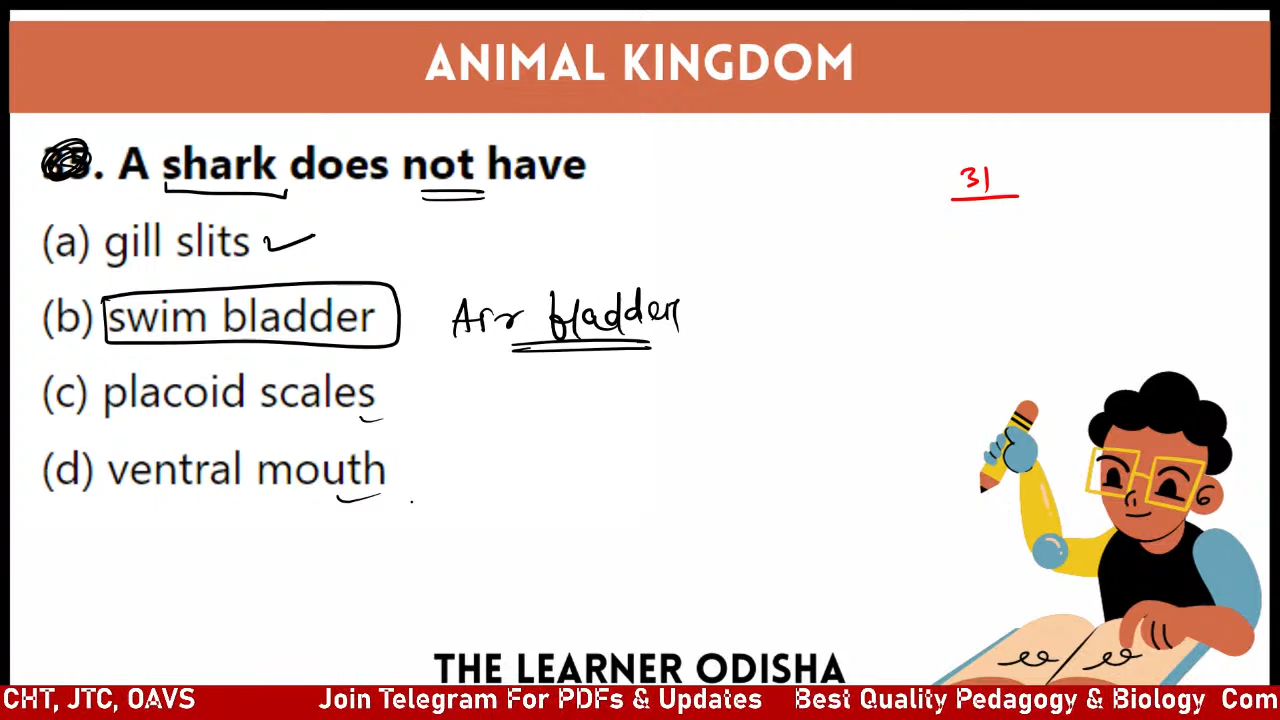 ANIMAL KINGDOM
. A shark does not have
31
(a) gill slits
(b) swim bladder Air bladder
(c) placoid scales
(d) ventral mouth
THE LEARNER ODISHA
CHT, JTC, OAVS Join Telegram For PDFs & Updates Best Quality Pedagogy & Biology Com